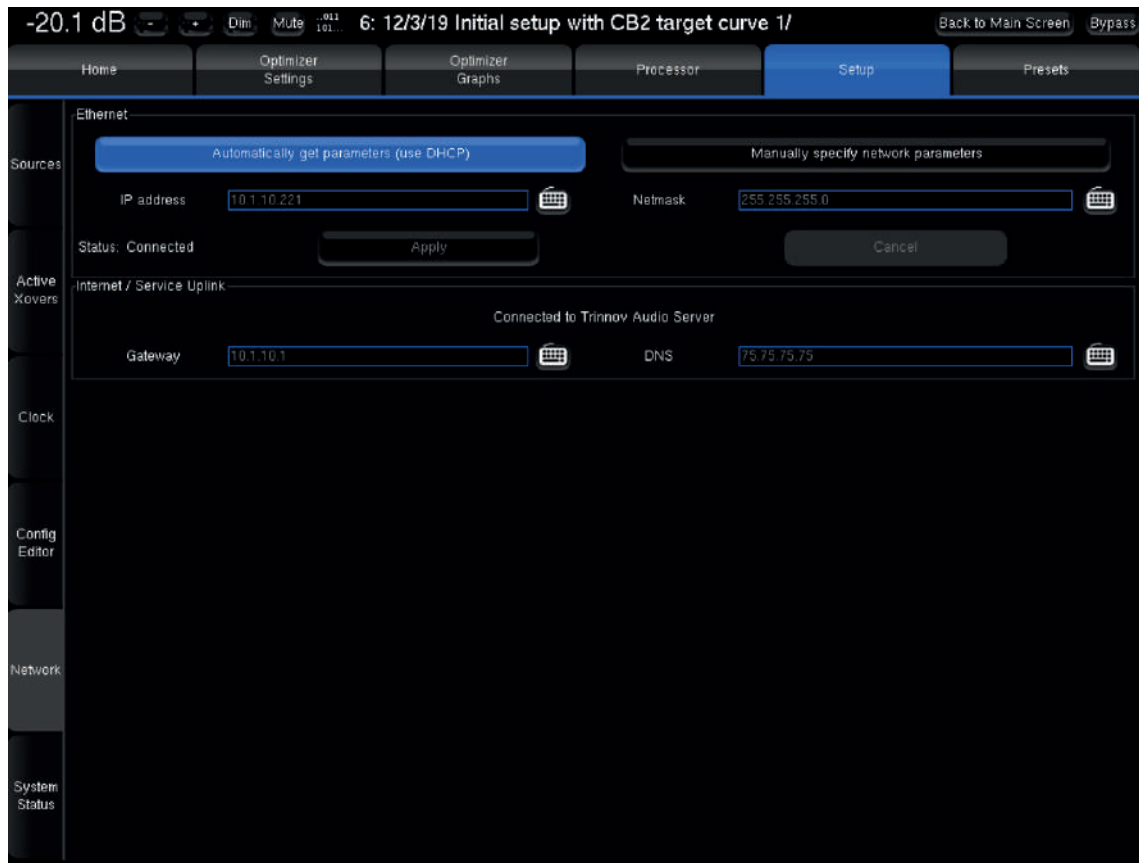 -20.1 dB - + Dim Mute ..011 101... 6: 12/3/19 Initial setup with CB2 target curve 1/ Back to Main Screen Bypass
Home Optimizer Settings Optimizer Graphs Processor Setup Presets
Ethernet
Sources
Automatically get parameters (use DHCP) Manually specify network parameters
IP address 10.1.10.221 Netmask 255.255.255.0
Status: Connected Apply Cancel
Active Xovers
Internet / Service Uplink
Connected to Trinnov Audio Server
Gateway 10.1.10.1 DNS 75.75.75.75
Clock
Config Editor
Network
System Status